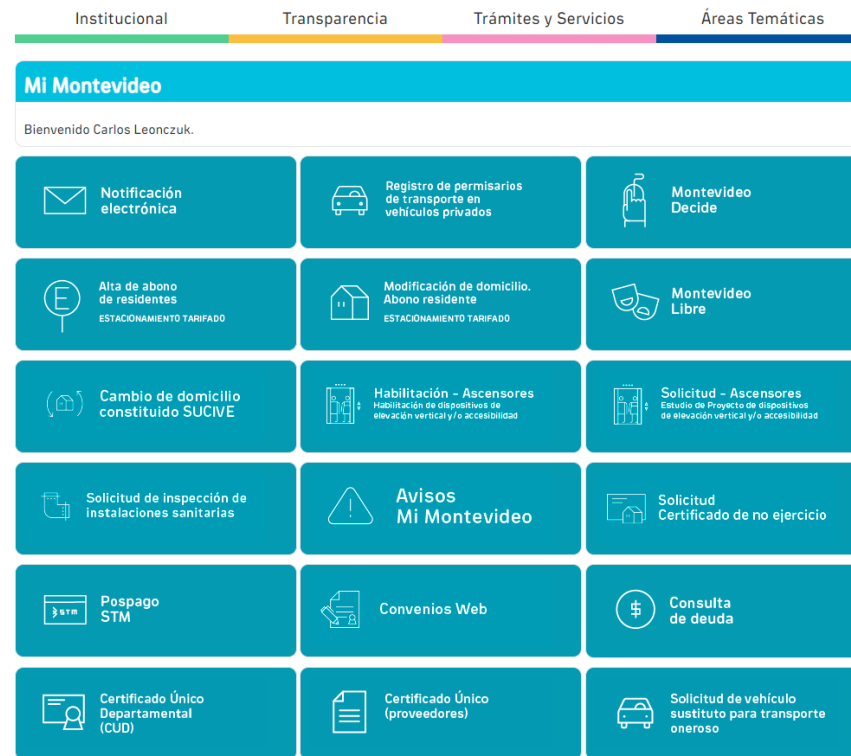 Institucional
Transparencia
Trámites y Servicios
Áreas Temáticas
Mi Montevideo
Bienvenido Carlos Leonczuk.
Notificación
electrónica
Registro de permisarios
de transporte en
vehículos privados
Montevideo
Decide
E
Alta de abono
de residentes
ESTACIONAMIENTO TARIFADO
Modificación de domicilio.
Abono residente
ESTACIONAMIENTO TARIFADO
Montevideo
Libre
Cambio de domicilio
constituido SUCIVE
Habilitación - Ascensores
Habilitación de dispositivos de
elevación vertical y/o accesibilidad
Solicitud - Ascensores
Estudio de Proyecto de dispositivos
de elevación vertical y/o accesibilidad
Solicitud de inspección de
instalaciones sanitarias
Avisos
Mi Montevideo
Solicitud
Certificado de no ejercicio
STM
Pospago
STM
Convenios Web
$
Consulta
de deuda
Certificado Único
Departamental
(CUD)
Certificado Único
(proveedores)
Solicitud de vehículo
sustituto para transporte
oneroso